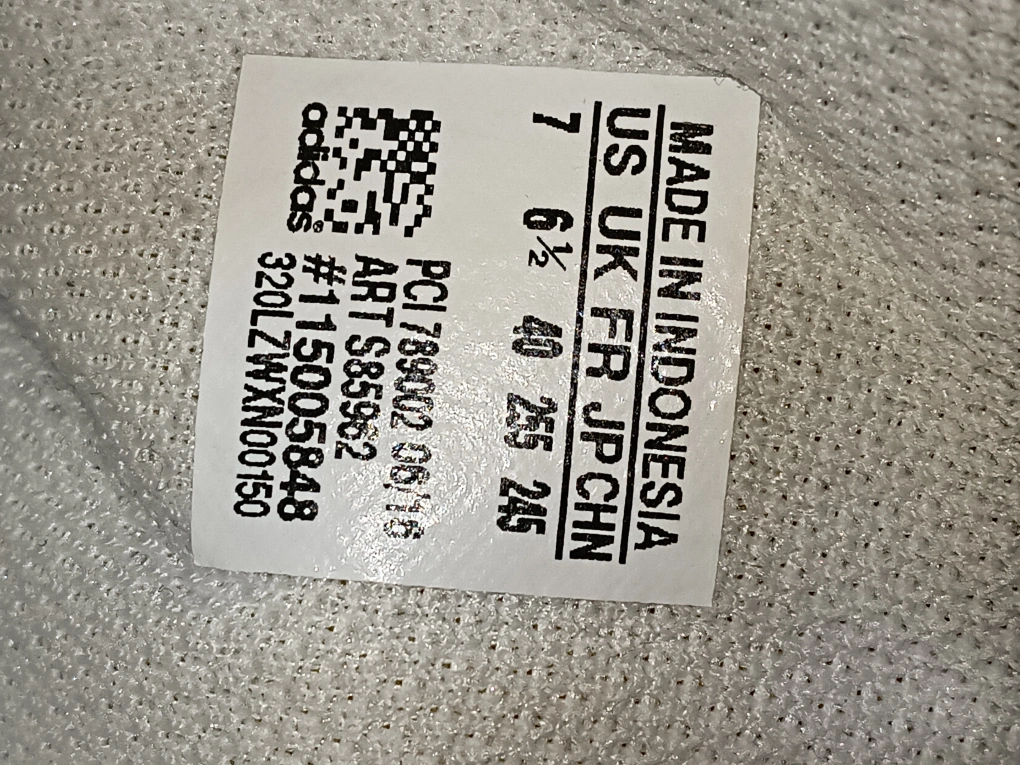 MADE IN INDONESIA
US UK FR JP CHN
7 6½ 40 255 245
PCI 789002 06/16
ART S85962
#115005848
320LZWXN00150
adidas